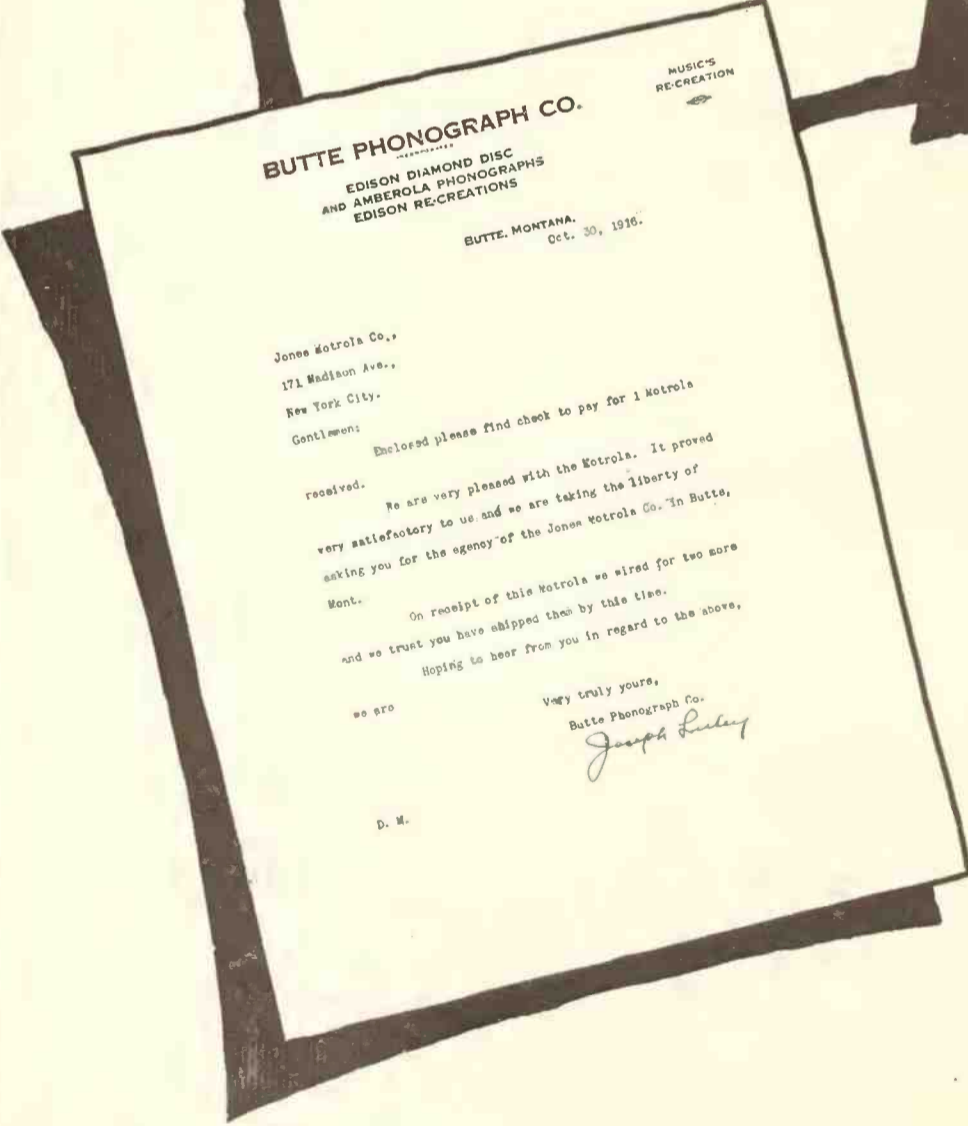 MUSIC'S
RE-CREATION
BUTTE PHONOGRAPH CO.
INCORPORATED
EDISON DIAMOND DISC
AND AMBEROLA PHONOGRAPHS
EDISON RE-CREATIONS
BUTTE, MONTANA.
Oct. 30, 1916.
Jones Motrola Co.,
171 Madison Ave.,
New York City.
Gentlemen:
Enclosed please find check to pay for 1 Motrola
received.
We are very pleased with the Motrola. It proved
very satisfactory to us and we are taking the liberty of
asking you for the agency of the Jones Motrola Co. in Butte,
Mont.
On receipt of this Motrola we wired for two more
and we trust you have shipped them by this time.
Hoping to hear from you in regard to the above,
we are
Very truly yours,
Butte Phonograph Co.
Joseph
D. M.